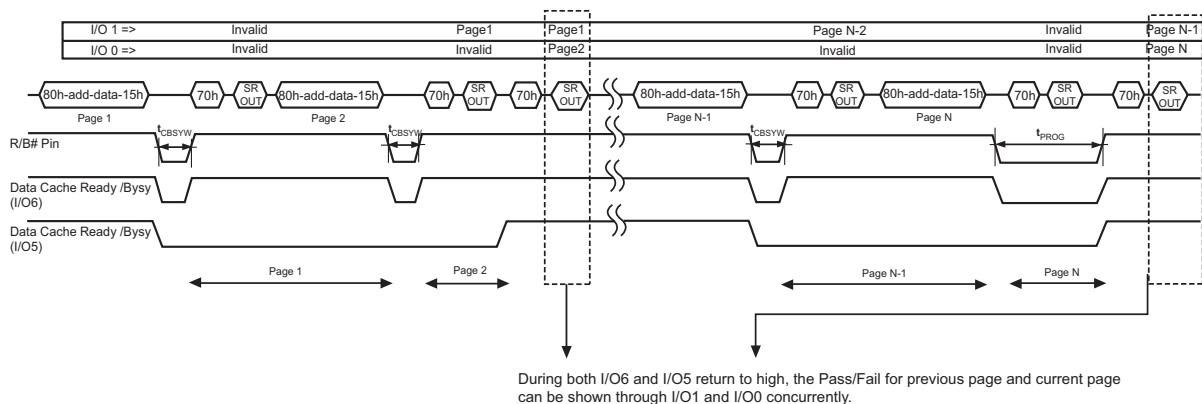 I/O 1 => Invalid Page1 Page1 Page N-2 Invalid Page N-1
I/O 0 => Invalid Invalid Page2 Invalid Invalid Page N
80h-add-data-15h 70h SR OUT 80h-add-data-15h 70h SR OUT 70h SR OUT 80h-add-data-15h 70h SR OUT 80h-add-data-15h 70h SR OUT 70h SR OUT
Page 1 Page 2 Page N-1 Page N
R/B# Pin tCBSYW tCBSYW tCBSYW tPROG
Data Cache Ready /Bysy
(I/O6)
Data Cache Ready /Bysy
(I/O5)
Page 1 Page 2 Page N-1 Page N
During both I/O6 and I/O5 return to high, the Pass/Fail for previous page and current page
can be shown through I/O1 and I/O0 concurrently.